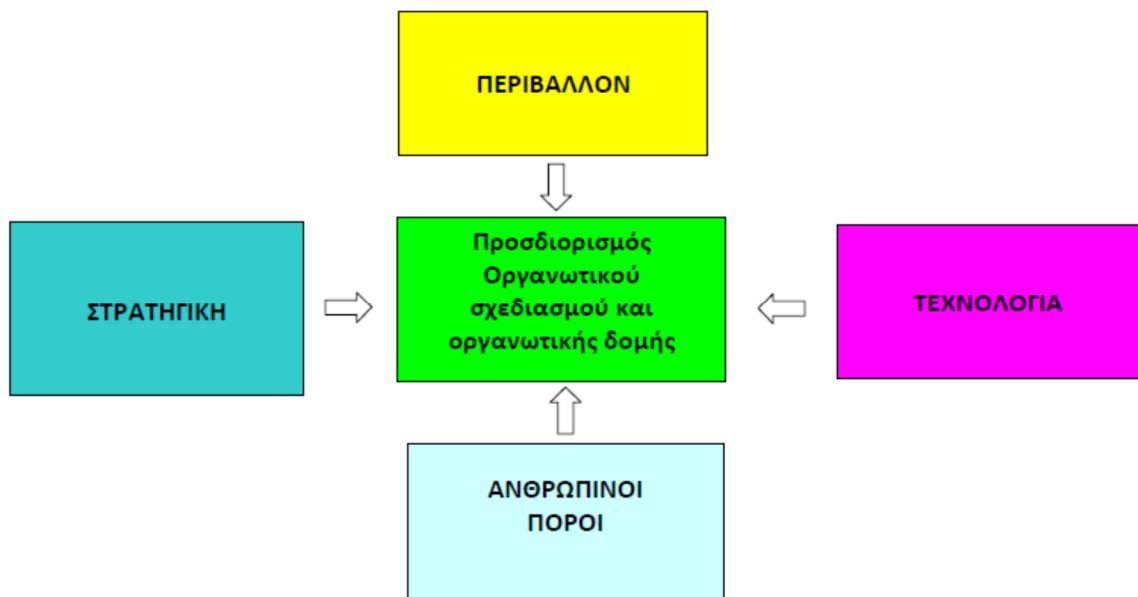 ΠΕΡΙΒΑΛΛΟΝ
ΣΤΡΑΤΗΓΙΚΗ
Προσδιορισμός
Οργανωτικού
σχεδιασμού και
οργανωτικής δομής
ΤΕΧΝΟΛΟΓΙΑ
ΑΝΘΡΩΠΙΝΟΙ
ΠΟΡΟΙ